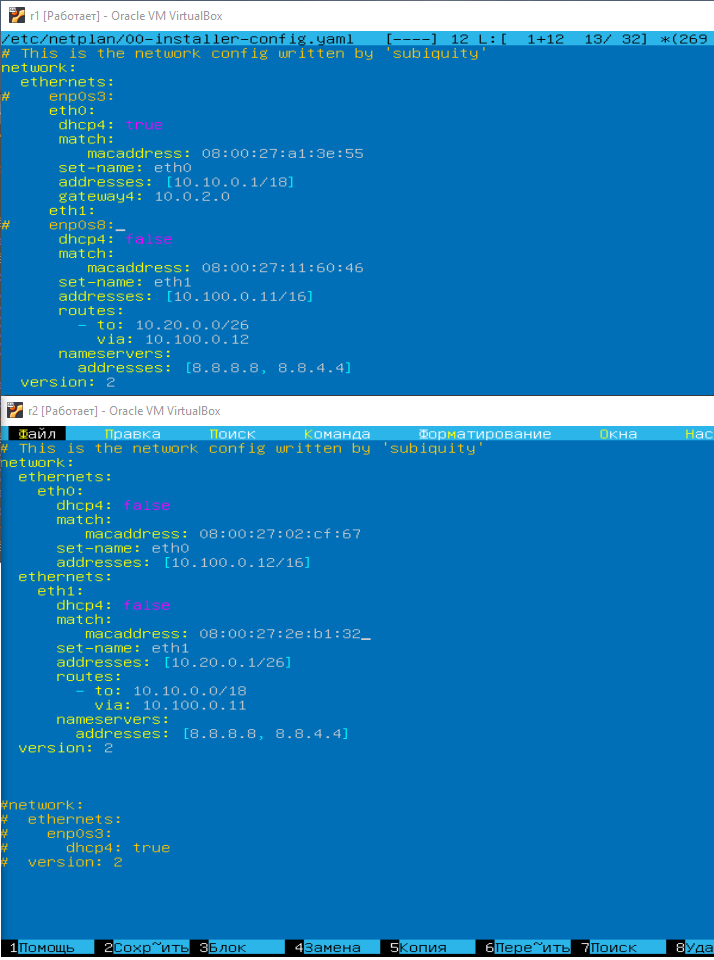 r1 [Работает] - Oracle VM VirtualBox
/etc/netplan/00-installer-config.yaml   [----] 12 L:[  1+12  13/ 32] *(269
# This is the network config written by 'subiquity'
network:
  ethernets:
#    enp0s3:
     eth0:
      dhcp4: true
      match:
         macaddress: 08:00:27:a1:3e:55
      set-name: eth0
      addresses: [10.10.0.1/18]
      gateway4: 10.0.2.0
     eth1:
#    enp0s8:_
      dhcp4: false
      match:
         macaddress: 08:00:27:11:60:46
      set-name: eth1
      addresses: [10.100.0.11/16]
      routes:
        - to: 10.20.0.0/26
          via: 10.100.0.12
      nameservers:
        addresses: [8.8.8.8, 8.8.4.4]
  version: 2
r2 [Работает] - Oracle VM VirtualBox
Файл    Правка    Поиск    Команда    Форматирование    Окна    Нас
# This is the network config written by 'subiquity'
network:
  ethernets:
    eth0:
      dhcp4: false
      match:
         macaddress: 08:00:27:02:cf:67
      set-name: eth0
      addresses: [10.100.0.12/16]
  ethernets:
    eth1:
      dhcp4: false
      match:
         macaddress: 08:00:27:2e:b1:32_
      set-name: eth1
      addresses: [10.20.0.1/26]
      routes:
        - to: 10.10.0.0/18
          via: 10.100.0.11
      nameservers:
        addresses: [8.8.8.8, 8.8.4.4]
  version: 2
#network:
#  ethernets:
#    enp0s3:
#      dhcp4: true
#  version: 2
1Помощь  2Сохр~ить 3Блок    4Замена  5Копия   6Пере~ить 7Поиск   8Уда